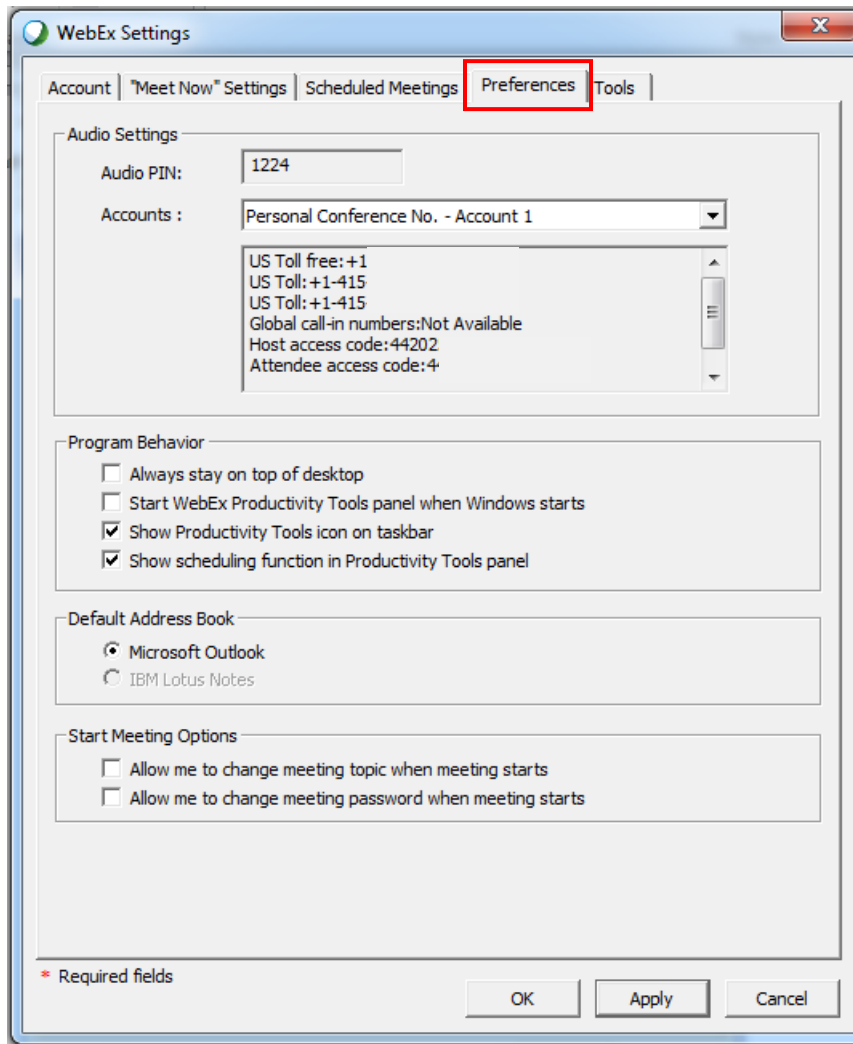 WebEx Settings
Account "Meet Now" Settings Scheduled Meetings Preferences Tools
Audio Settings
Audio PIN: 1224
Accounts : Personal Conference No. - Account 1
US Toll free:+1
US Toll:+1-415
US Toll:+1-415
Global call-in numbers:Not Available
Host access code:44202
Attendee access code:4
Program Behavior
Always stay on top of desktop
Start WebEx Productivity Tools panel when Windows starts
Show Productivity Tools icon on taskbar
Show scheduling function in Productivity Tools panel
Default Address Book
Microsoft Outlook
IBM Lotus Notes
Start Meeting Options
Allow me to change meeting topic when meeting starts
Allow me to change meeting password when meeting starts
* Required fields
OK Apply Cancel